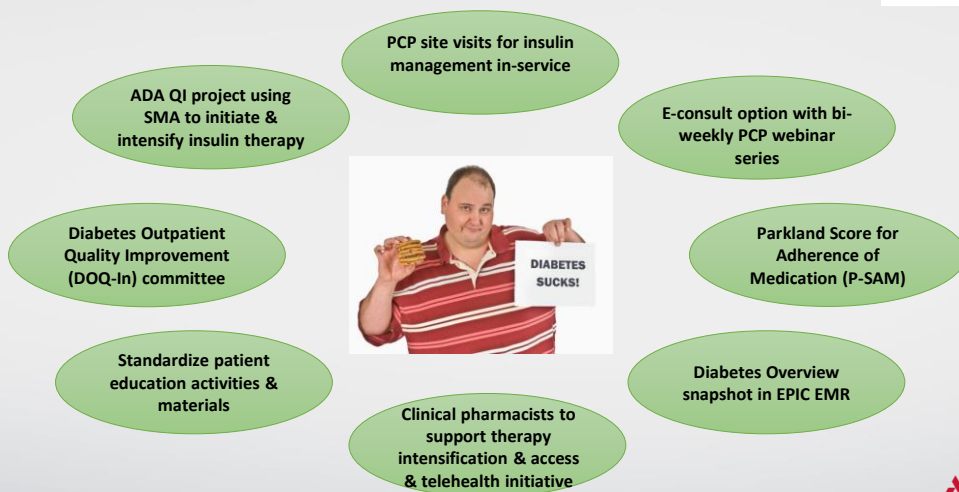 PCP site visits for insulin
management in-service
ADA QI project using
SMA to initiate &
intensify insulin therapy
E-consult option with bi-
weekly PCP webinar
series
Diabetes Outpatient
Quality Improvement
(DOQ-In) committee
DIABETES
SUCKS!
Parkland Score for
Adherence of
Medication (P-SAM)
Standardize patient
education activities &
materials
Diabetes Overview
snapshot in EPIC EMR
Clinical pharmacists to
support therapy
intensification & access
& telehealth initiative